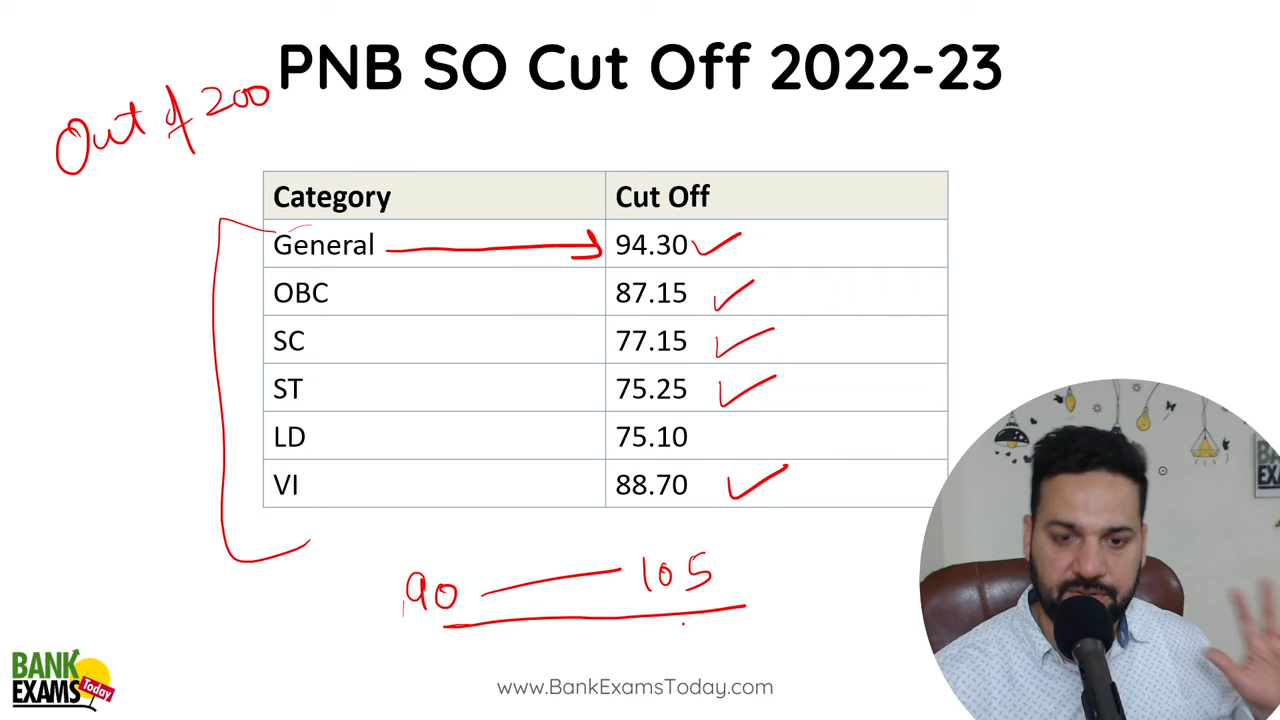 PNB SO Cut Off 2022-23
Out of 200
Category Cut Off
General 94.30
OBC 87.15
SC 77.15
ST 75.25
LD 75.10
VI 88.70
90 105
BANK
EXAMS
Today
www.BankExamsToday.com
BANK
EXAMS